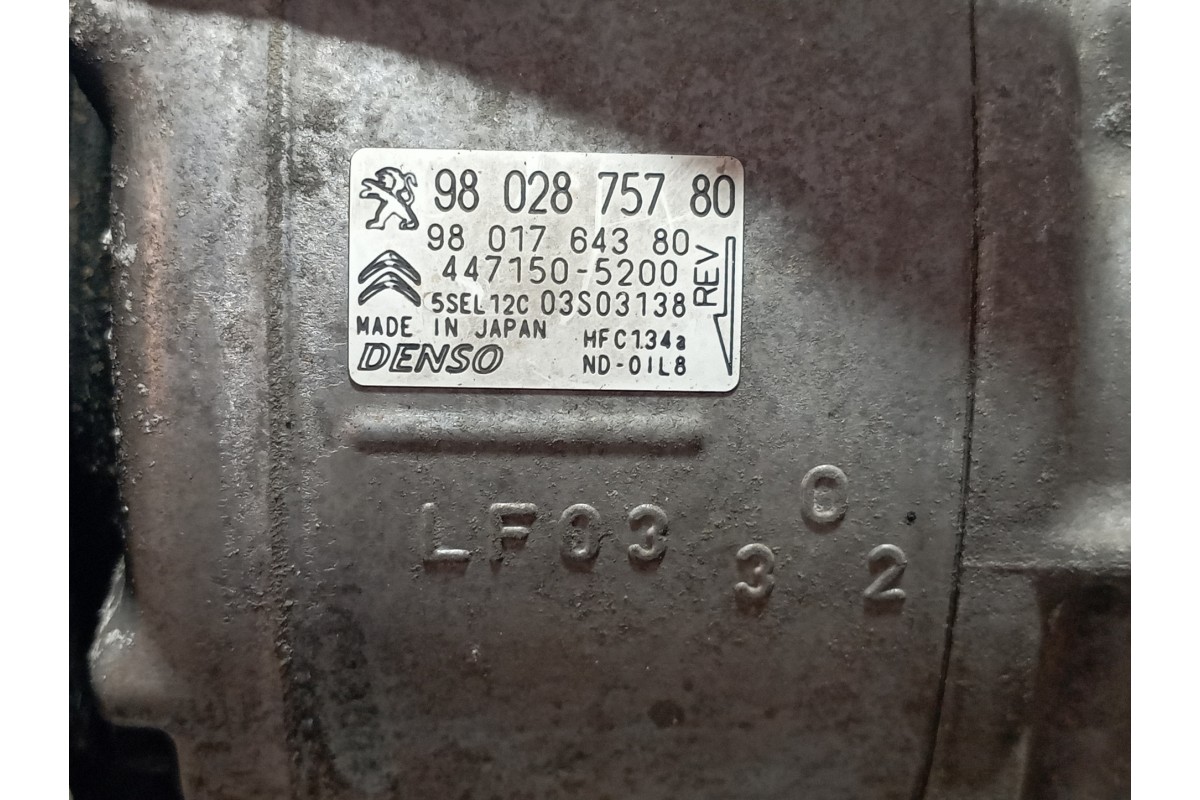 98 028 757 80
98 017 643 80
447150-5200
REV
5SEL12C 03S03138
MADE IN JAPAN HFC134a
DENSO ND-OIL8
LF03
0
3 2